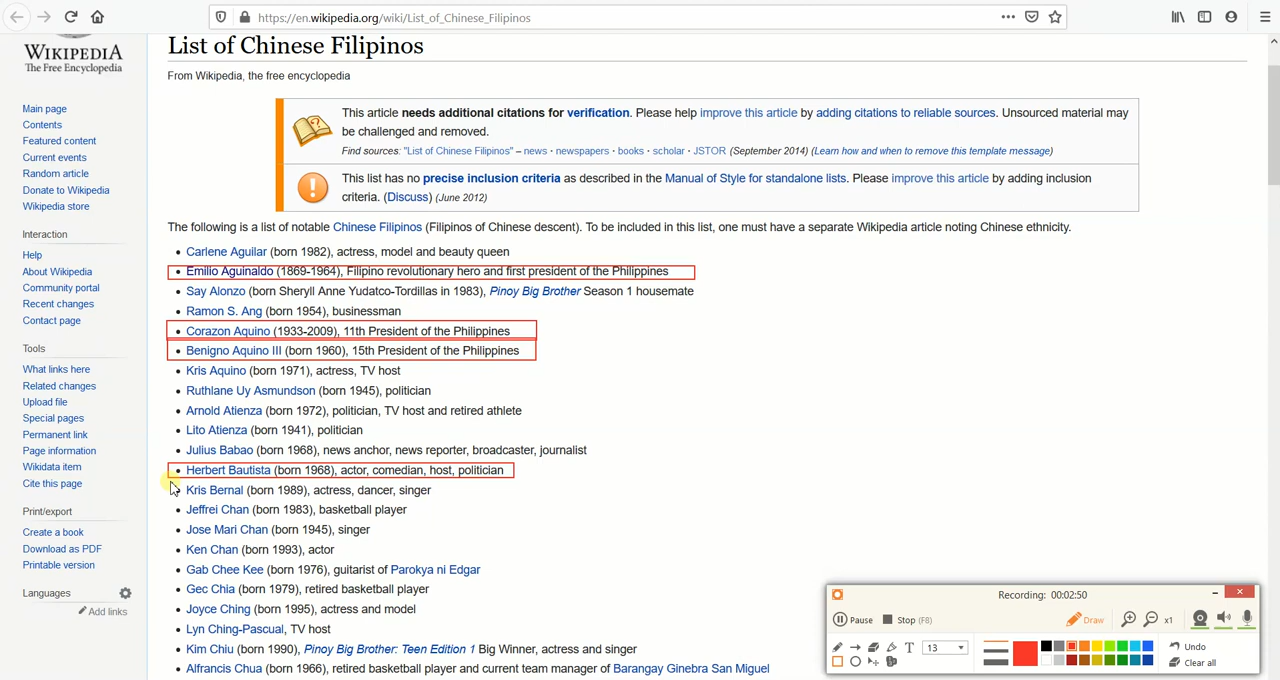 https://en.wikipedia.org/wiki/List_of_Chinese_Filipinos
WIKIPEDIA
The Free Encyclopedia
Main page
Contents
Featured content
Current events
Random article
Donate to Wikipedia
Wikipedia store
Interaction
Help
About Wikipedia
Community portal
Recent changes
Contact page
Tools
What links here
Related changes
Upload file
Special pages
Permanent link
Page information
Wikidata item
Cite this page
Print/export
Create a book
Download as PDF
Printable version
Languages
Add links
List of Chinese Filipinos
From Wikipedia, the free encyclopedia
This article needs additional citations for verification. Please help improve this article by adding citations to reliable sources. Unsourced material may
be challenged and removed.
Find sources: "List of Chinese Filipinos" – news · newspapers · books · scholar · JSTOR (September 2014) (Learn how and when to remove this template message)
This list has no precise inclusion criteria as described in the Manual of Style for standalone lists. Please improve this article by adding inclusion
criteria. (Discuss) (June 2012)
The following is a list of notable Chinese Filipinos (Filipinos of Chinese descent). To be included in this list, one must have a separate Wikipedia article noting Chinese ethnicity.
• Carlene Aguilar (born 1982), actress, model and beauty queen
• Emilio Aguinaldo (1869-1964), Filipino revolutionary hero and first president of the Philippines
• Say Alonzo (born Sheryll Anne Yudatco-Tordillas in 1983), Pinoy Big Brother Season 1 housemate
• Ramon S. Ang (born 1954), businessman
• Corazon Aquino (1933-2009), 11th President of the Philippines
• Benigno Aquino III (born 1960), 15th President of the Philippines
• Kris Aquino (born 1971), actress, TV host
• Ruthlane Uy Asmundson (born 1945), politician
• Arnold Atienza (born 1972), politician, TV host and retired athlete
• Lito Atienza (born 1941), politician
• Julius Babao (born 1968), news anchor, news reporter, broadcaster, journalist
• Herbert Bautista (born 1968), actor, comedian, host, politician
• Kris Bernal (born 1989), actress, dancer, singer
• Jeffrei Chan (born 1983), basketball player
• Jose Mari Chan (born 1945), singer
• Ken Chan (born 1993), actor
• Gab Chee Kee (born 1976), guitarist of Parokya ni Edgar
• Gec Chia (born 1979), retired basketball player
• Joyce Ching (born 1995), actress and model
• Lyn Ching-Pascual, TV host
• Kim Chiu (born 1990), Pinoy Big Brother: Teen Edition 1 Big Winner, actress and singer
• Alfrancis Chua (born 1966), retired basketball player and current team manager of Barangay Ginebra San Miguel
Recording: 00:02:50
Pause Stop (F8) Draw x1
T 13 Undo
Clear all